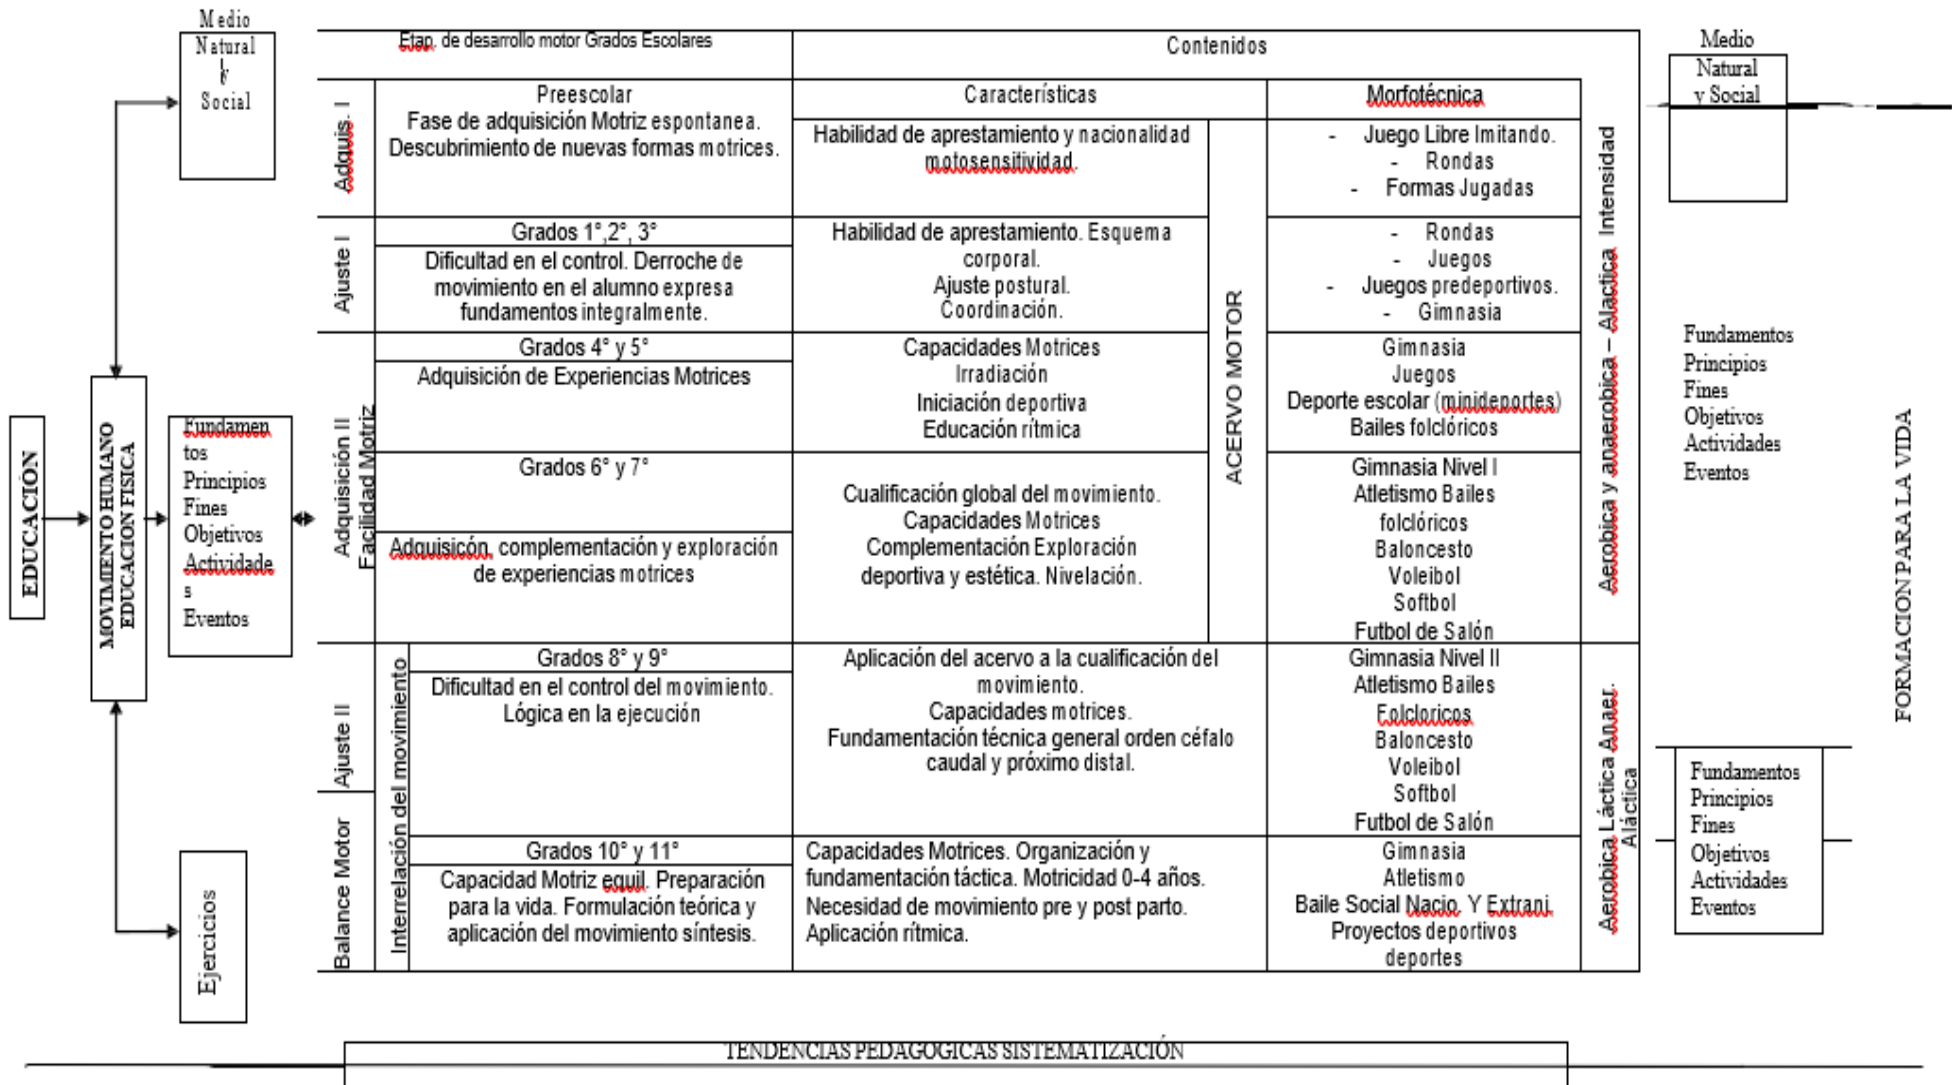 Medio
Natural
y
Social
EDUCACIÓN
MOVIMIENTO HUMANO
EDUCACION FISICA
Fundamen
tos
Principios
Fines
Objetivos
Actividade
s
Eventos
Ejercicios
Etap. de desarrollo motor Grados Escolares
Contenidos
Adquis. I
Preescolar
Fase de adquisición Motriz espontanea.
Descubrimiento de nuevas formas motrices.
Características
Habilidad de aprestamiento y nacionalidad
motosensitividad.
Morfotécnica
- Juego Libre Imitando.
- Rondas
- Formas Jugadas
Ajuste I
Grados 1°,2°, 3°
Dificultad en el control. Derroche de
movimiento en el alumno expresa
fundamentos integralmente.
Habilidad de aprestamiento. Esquema
corporal.
Ajuste postural.
Coordinación.
- Rondas
- Juegos
- Juegos predeportivos.
- Gimnasia
Adquisición II
Facilidad Motriz
Grados 4° y 5°
Adquisición de Experiencias Motrices
Capacidades Motrices
Irradiación
Iniciación deportiva
Educación rítmica
Gimnasia
Juegos
Deporte escolar (minideportes)
Bailes folclóricos
Grados 6° y 7°
Adquisicón, complementación y exploración
de experiencias motrices
Cualificación global del movimiento.
Capacidades Motrices
Complementación Exploración
deportiva y estética. Nivelación.
Gimnasia Nivel I
Atletismo Bailes
folclóricos
Baloncesto
Voleibol
Softbol
Futbol de Salón
ACERVO MOTOR
Aerobica y anaerobica – Alactica Intensidad
Ajuste II
Interrelación del movimiento
Grados 8° y 9°
Dificultad en el control del movimiento.
Lógica en la ejecución
Aplicación del acervo a la cualificación del
movimiento.
Capacidades motrices.
Fundamentación técnica general orden céfalo
caudal y próximo distal.
Gimnasia Nivel II
Atletismo Bailes
Folcloricos
Baloncesto
Voleibol
Softbol
Futbol de Salón
Balance Motor
Grados 10° y 11°
Capacidad Motriz equil. Preparación
para la vida. Formulación teórica y
aplicación del movimiento síntesis.
Capacidades Motrices. Organización y
fundamentación táctica. Motricidad 0-4 años.
Necesidad de movimiento pre y post parto.
Aplicación rítmica.
Gimnasia
Atletismo
Baile Social Nacio. Y Extranj.
Proyectos deportivos
deportes
Aerobica Láctica Anaer.
Aláctica
Medio
Natural
y Social
Fundamentos
Principios
Fines
Objetivos
Actividades
Eventos
Fundamentos
Principios
Fines
Objetivos
Actividades
Eventos
FORMACION PARA LA VIDA
TENDENCIAS PEDAGOGICAS SISTEMATIZACIÓN